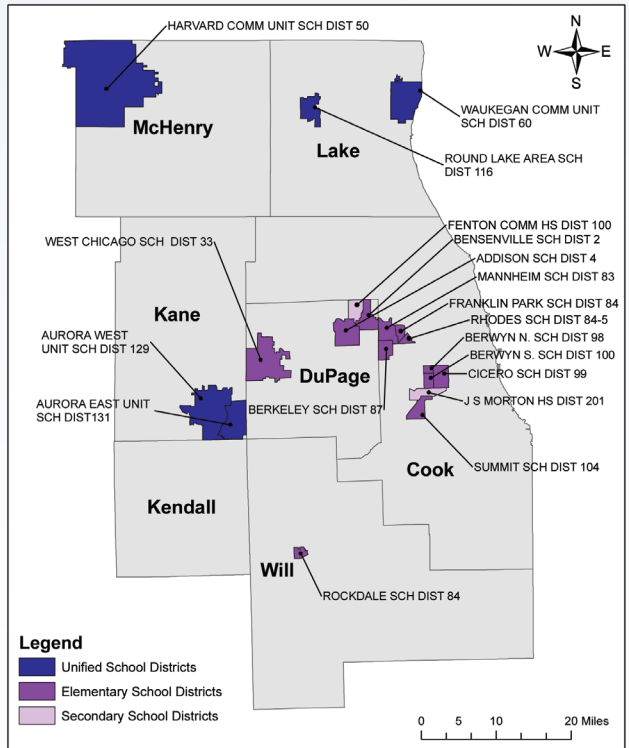 HARVARD COMM UNIT SCH DIST 50
N
W
E
S
WAUKEGAN COMM UNIT
SCH DIST 60
McHenry
Lake
ROUND LAKE AREA SCH
DIST 116
FENTON COMM HS DIST 100
WEST CHICAGO SCH DIST 33
BENSENVILLE SCH DIST 2
ADDISON SCH DIST 4
MANNHEIM SCH DIST 83
FRANKLIN PARK SCH DIST 84
Kane
RHODES SCH DIST 84-5
AURORA WEST
UNIT SCH DIST 129
BERWYN N. SCH DIST 98
BERWYN S. SCH DIST 100
DuPage
CICERO SCH DIST 99
AURORA EAST UNIT
SCH DIST131
BERKELEY SCH DIST 87
J S MORTON HS DIST 201
Cook
SUMMIT SCH DIST 104
Kendall
Will
ROCKDALE SCH DIST 84
Legend
Unified School Districts
Elementary School Districts
Secondary School Districts
0 5 10 20 Miles